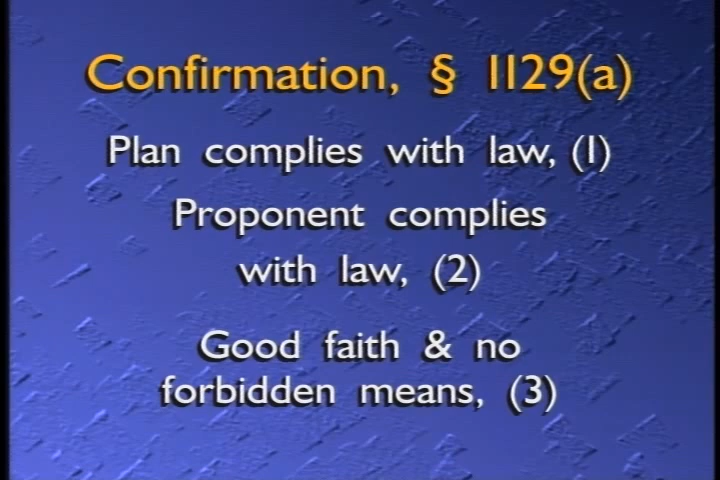 Confirmation, § 1129(a)
Plan complies with law, (1)
Proponent complies
with law, (2)
Good faith & no
forbidden means, (3)